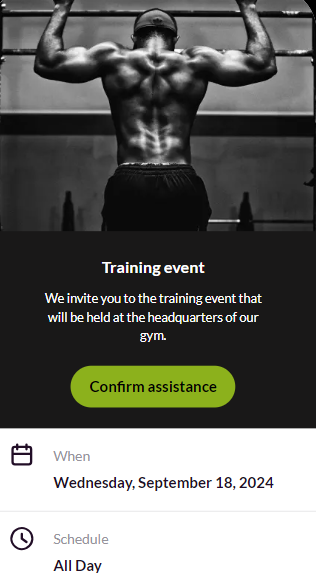 Training event
We invite you to the training event that
will be held at the headquarters of our
gym.
Confirm assistance
When
Wednesday, September 18, 2024
Schedule
All Day